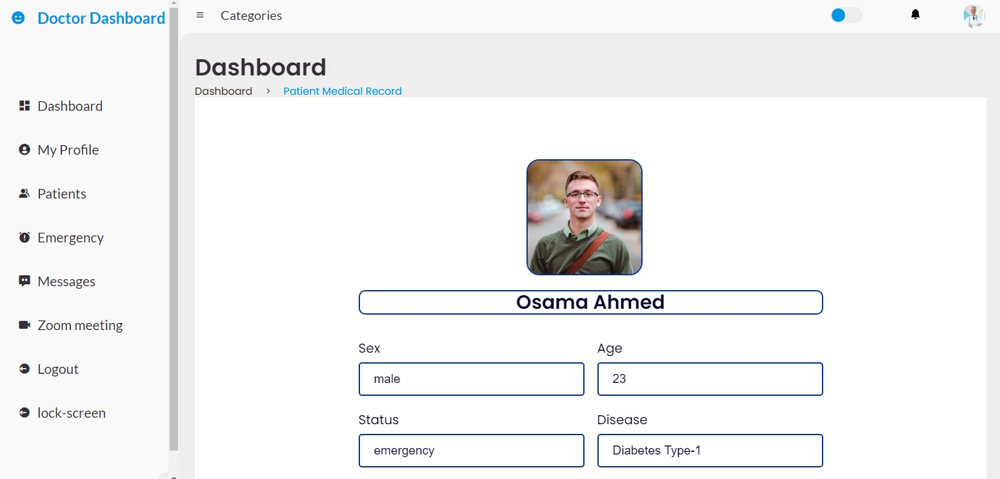 Doctor Dashboard
Categories
Dashboard
My Profile
Patients
Emergency
Messages
Zoom meeting
Logout
lock-screen
Dashboard
Dashboard > Patient Medical Record
Osama Ahmed
Sex
male
Age
23
Status
emergency
Disease
Diabetes Type-1